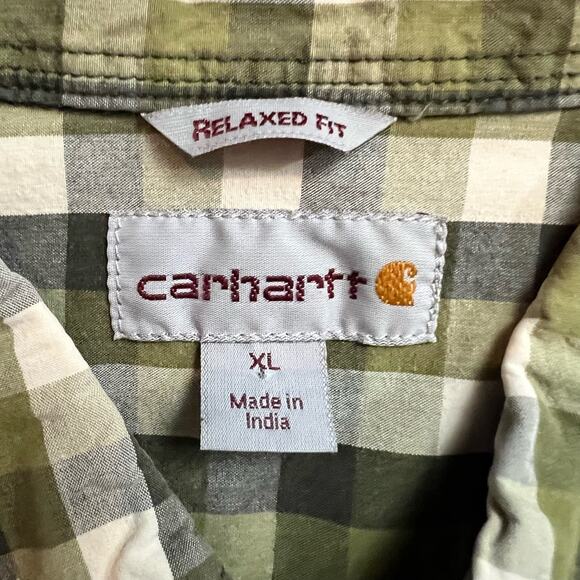 RELAXED FIT
carhartt
XL
Made in
India